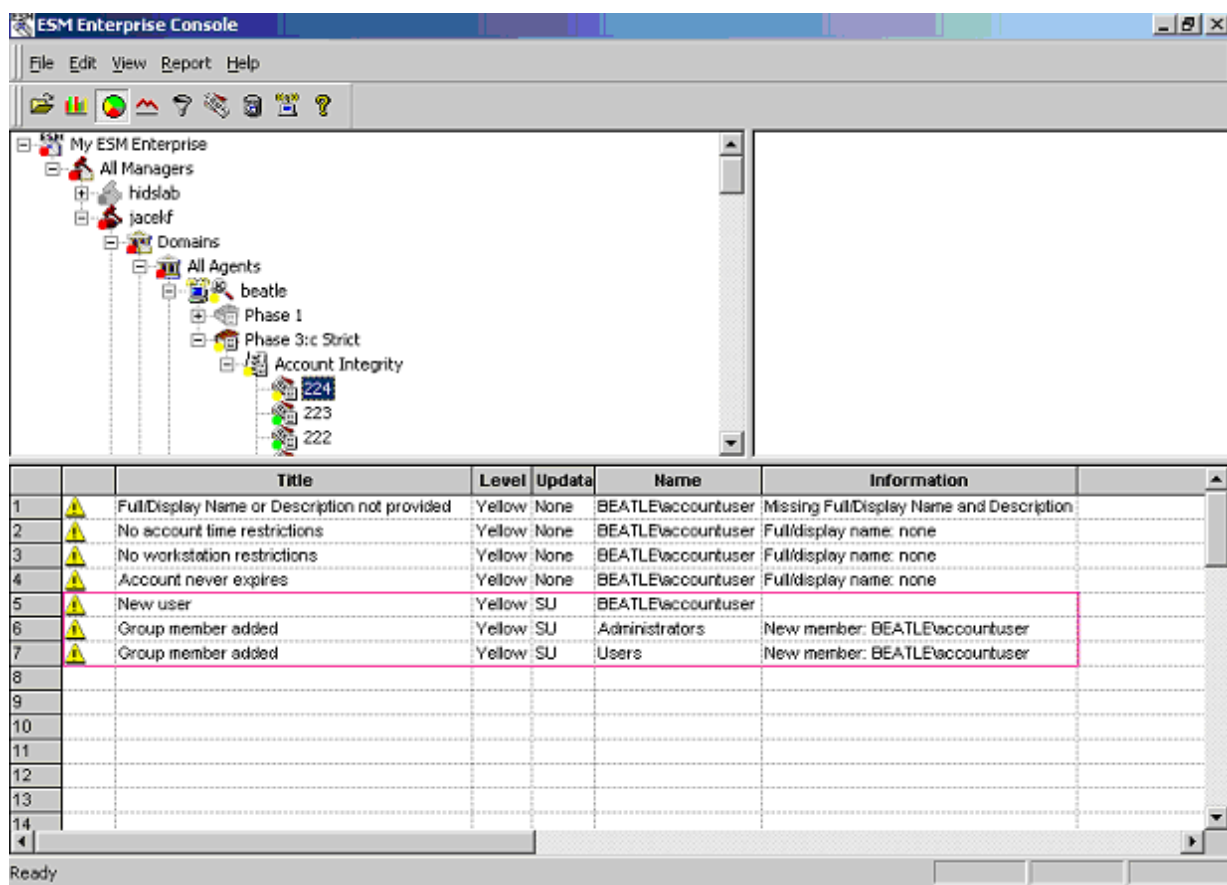 ESM Enterprise Console
File Edit View Report Help
ESM My ESM Enterprise
All Managers
hidslab
jacekf
Domains
All Agents
beatle
Phase 1
Phase 3:c Strict
Account Integrity
224
223
222
Title Level Updata Name Information
1 Full/Display Name or Description not provided Yellow None BEATLE\accountuser Missing Full/Display Name and Description
2 No account time restrictions Yellow None BEATLE\accountuser Full/display name: none
3 No workstation restrictions Yellow None BEATLE\accountuser Full/display name: none
4 Account never expires Yellow None BEATLE\accountuser Full/display name: none
5 New user Yellow SU BEATLE\accountuser
6 Group member added Yellow SU Administrators New member: BEATLE\accountuser
7 Group member added Yellow SU Users New member: BEATLE\accountuser
8
9
10
11
12
13
14
Ready